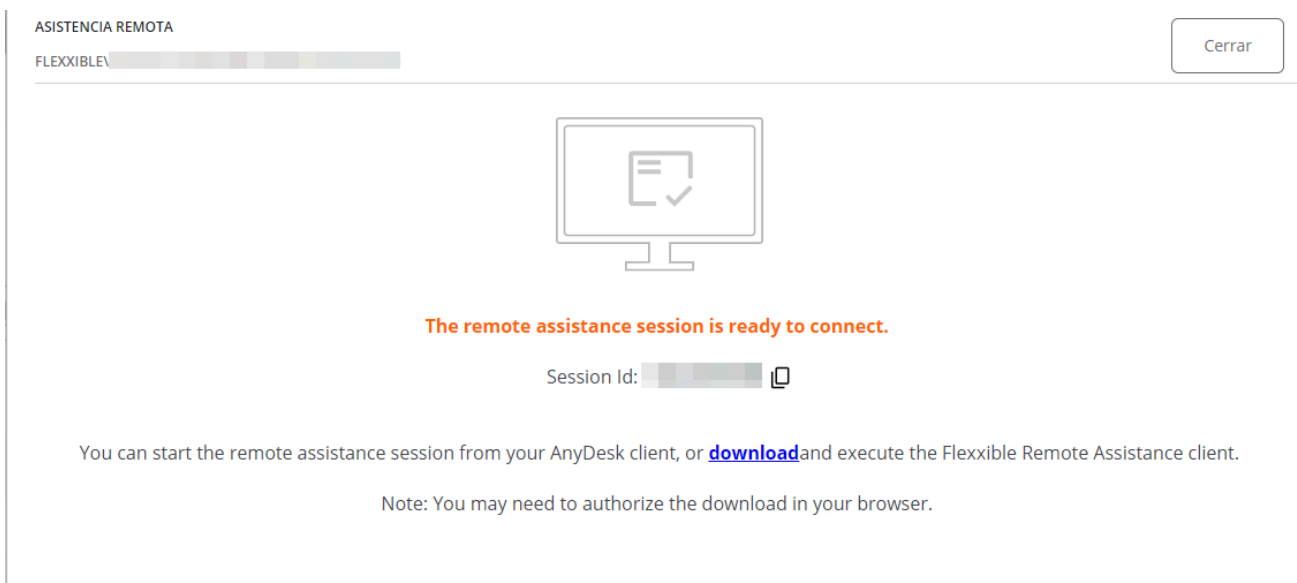 ASISTENCIA REMOTA
Cerrar
FLEXXIBLE\
The remote assistance session is ready to connect.
Session Id:
You can start the remote assistance session from your AnyDesk client, or downloadand execute the Flexxible Remote Assistance client.
Note: You may need to authorize the download in your browser.